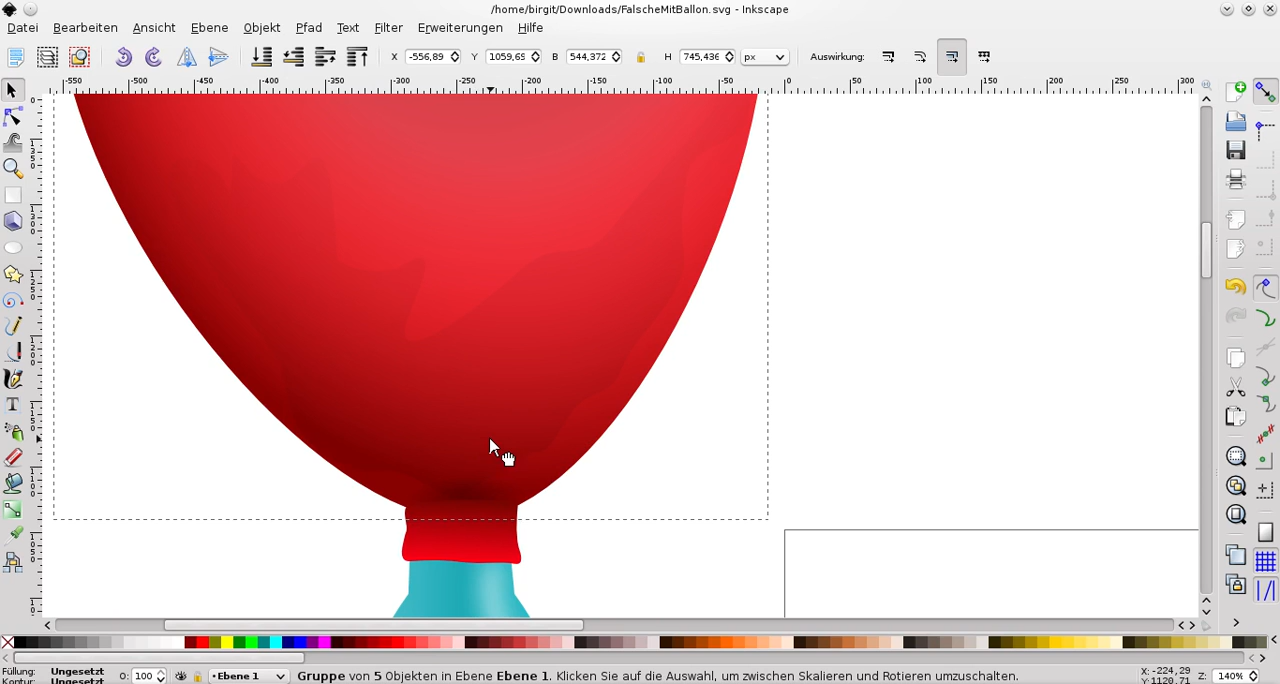 /home/birgit/Downloads/FalscheMitBallon.svg - Inkscape
Datei Bearbeiten Ansicht Ebene Objekt Pfad Text Filter Erweiterungen Hilfe
X -556,89 Y 1059,69 B 544,372 H 745,436 px Auswirkung:
-550 -500 -450 -400 -350 -300 -250 -200 -150 -100 -50 0 50 100 150 200 250 300
Füllung: Ungesetzt O: 100 •Ebene 1 Gruppe von 5 Objekten in Ebene Ebene 1. Klicken Sie auf die Auswahl, um zwischen Skalieren und Rotieren umzuschalten. X: -224,29 Z: 140%
Kontur: Ungesetzt Y: 1120,71